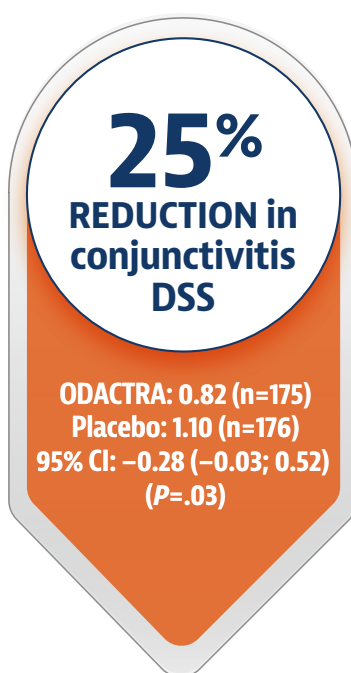 25%
REDUCTION in
conjunctivitis
DSS
ODACTRA: 0.82 (n=175)
Placebo: 1.10 (n=176)
95% CI: –0.28 (–0.03; 0.52)
(P=.03)